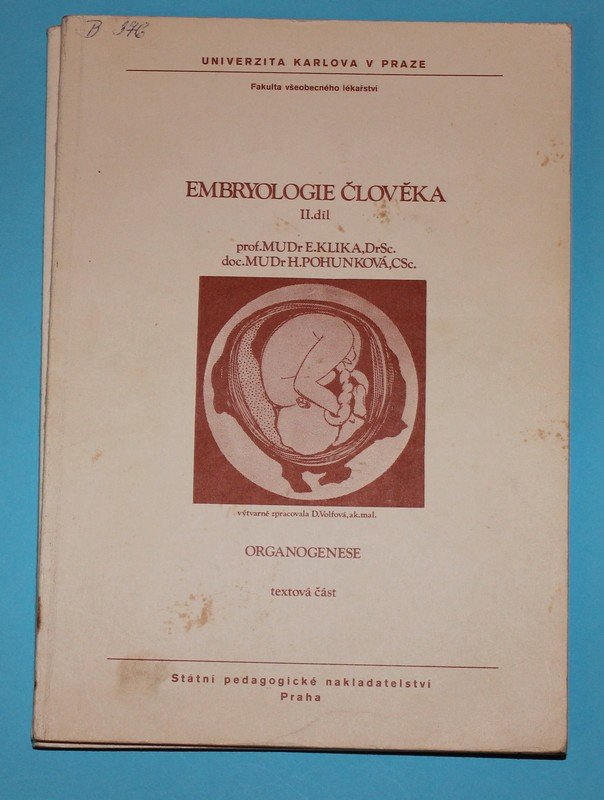 UNIVERZITA KARLOVA V PRAZE
Fakulta všeobecného lékařství
EMBRYOLOGIE ČLOVĚKA
II.díl
prof.MUDr E.KLIKA,DrSc.
doc.MUDr H.POHUNKOVÁ,CSc.
výtvarně zpracovala D.Volfová,ak.mal.
ORGANOGENESE
textová část
Státní pedagogické nakladatelství
Praha